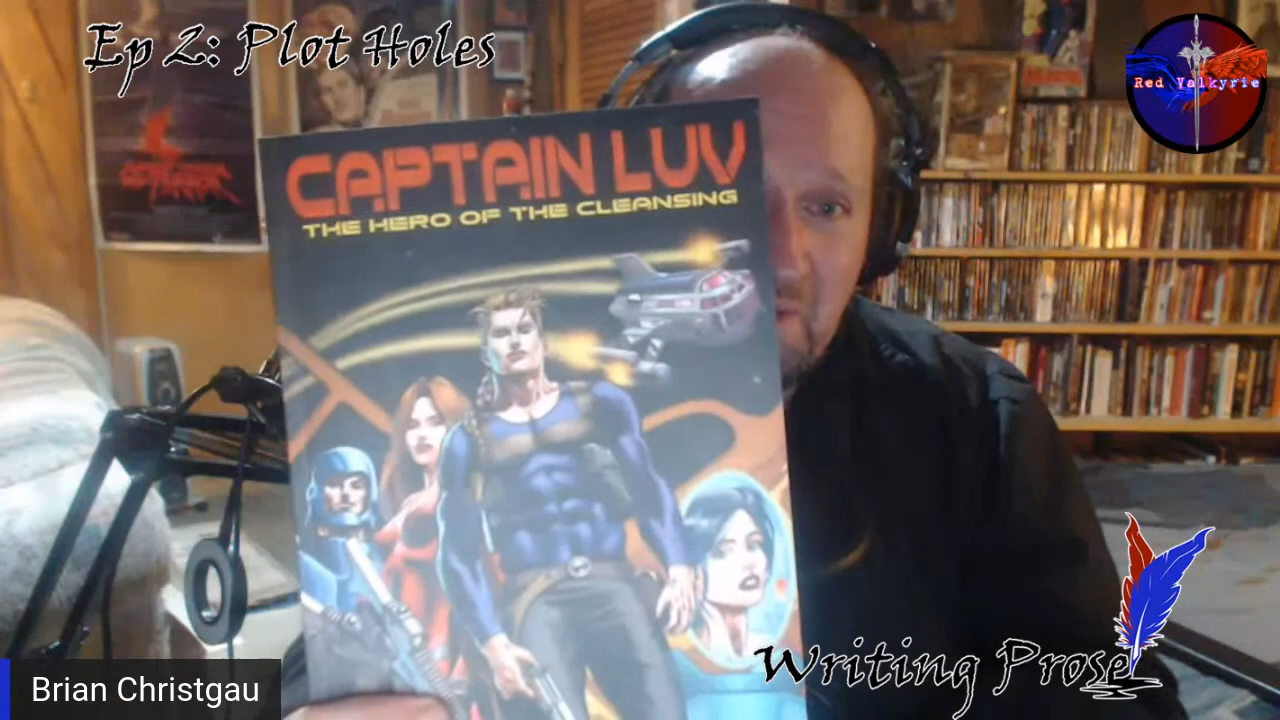 Ep 2: Plot Holes
Red Valkyrie
CAPTAIN LUV
THE HERO OF THE CLEANSING
Writing Prose
Brian Christgau